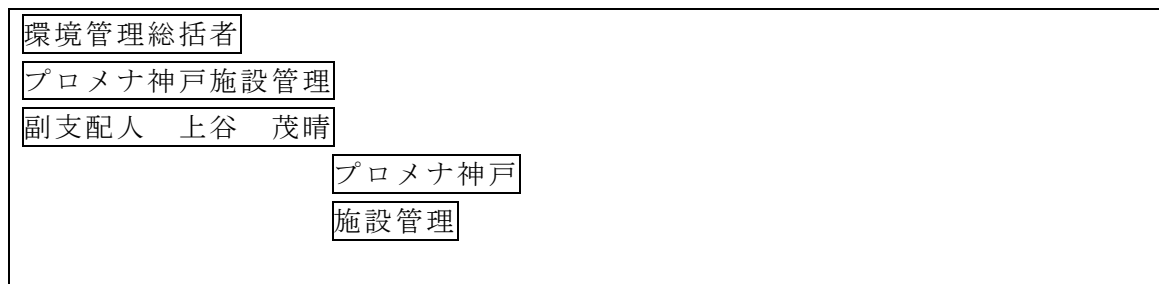 環境管理総括者
プロメナ神戸施設管理
副支配人　上谷　茂晴
プロメナ神戸
施設管理